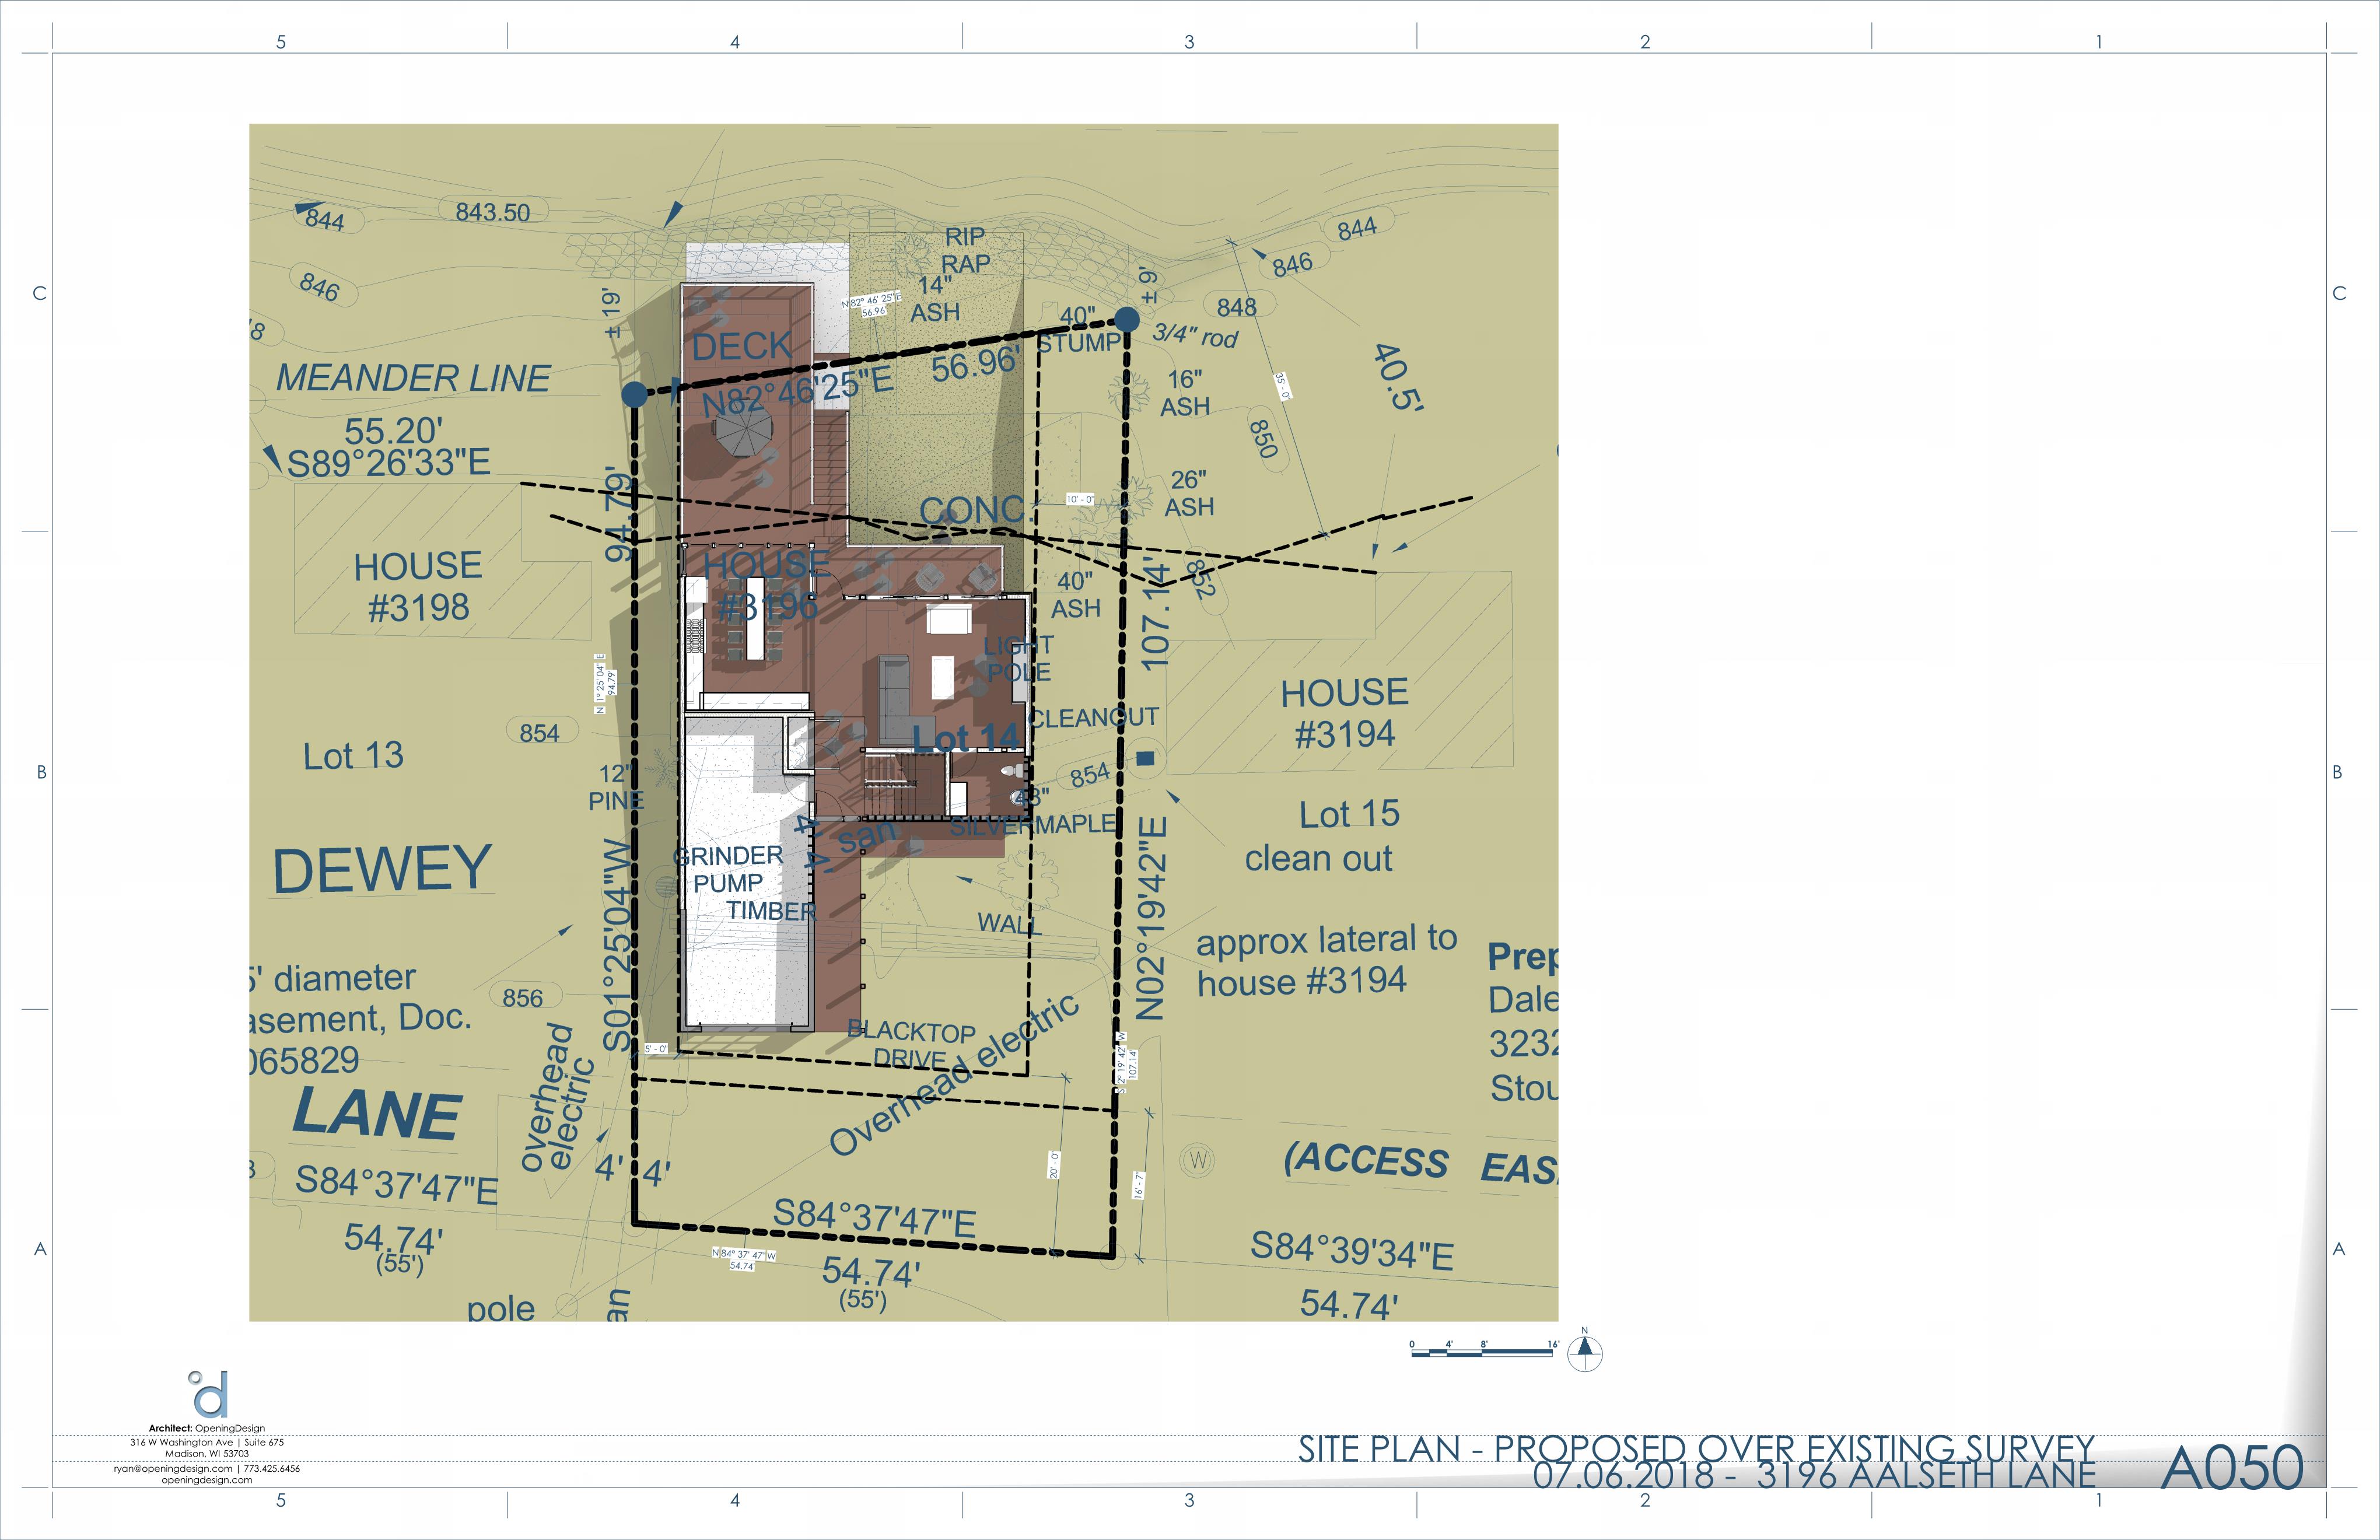 5 4 3 2 1
C
C
B
B
A
A
844
843.50
RIP
RAP
844
846
846
± 19'
N 82° 46' 25" E
56.96'
14"
ASH
± 9'
848
40"
STUMP
3/4" rod
DECK
56.96'
N82°46'25"E
MEANDER LINE
55.20'
S89°26'33"E
16"
ASH
35' - 0"
40.5'
850
94.79'
CONC.
10' - 0"
26"
ASH
HOUSE
#3198
HOUSE
#3196
40"
ASH
852
107.14'
LIGHT
POLE
N 1° 25' 04" E
94.79'
HOUSE
#3194
CLEANOUT
Lot 14
854
Lot 13
12"
PINE
854
43"
SILVERMAPLE
Lot 15
clean out
4'
4'
san
DEWEY
GRINDER
PUMP
TIMBER
S01°25'04"W
N02°19'42"E
WALL
approx lateral to
house #3194
Prep
Dale
323
Stou
5' diameter
asement, Doc.
065829
856
BLACKTOP
DRIVE
5' - 0"
Overhead electric
S 2° 19' 42" W
107.14'
LANE
overhead
electric
4'
4'
20' - 0"
16' - 7"
W
(ACCESS EAS
S84°37'47"E
54.74'
(55')
S84°37'47"E
N 84° 37' 47" W
54.74'
54.74'
(55')
S84°39'34"E
54.74'
pole
an
0 4' 8' 16'
N
d
Architect: OpeningDesign
316 W Washington Ave | Suite 675
Madison, WI 53703
ryan@openingdesign.com | 773.425.6456
openingdesign.com
SITE PLAN - PROPOSED OVER EXISTING SURVEY
07.06.2018 - 3196 AALSETH LANE
A050
5 4 3 2 1